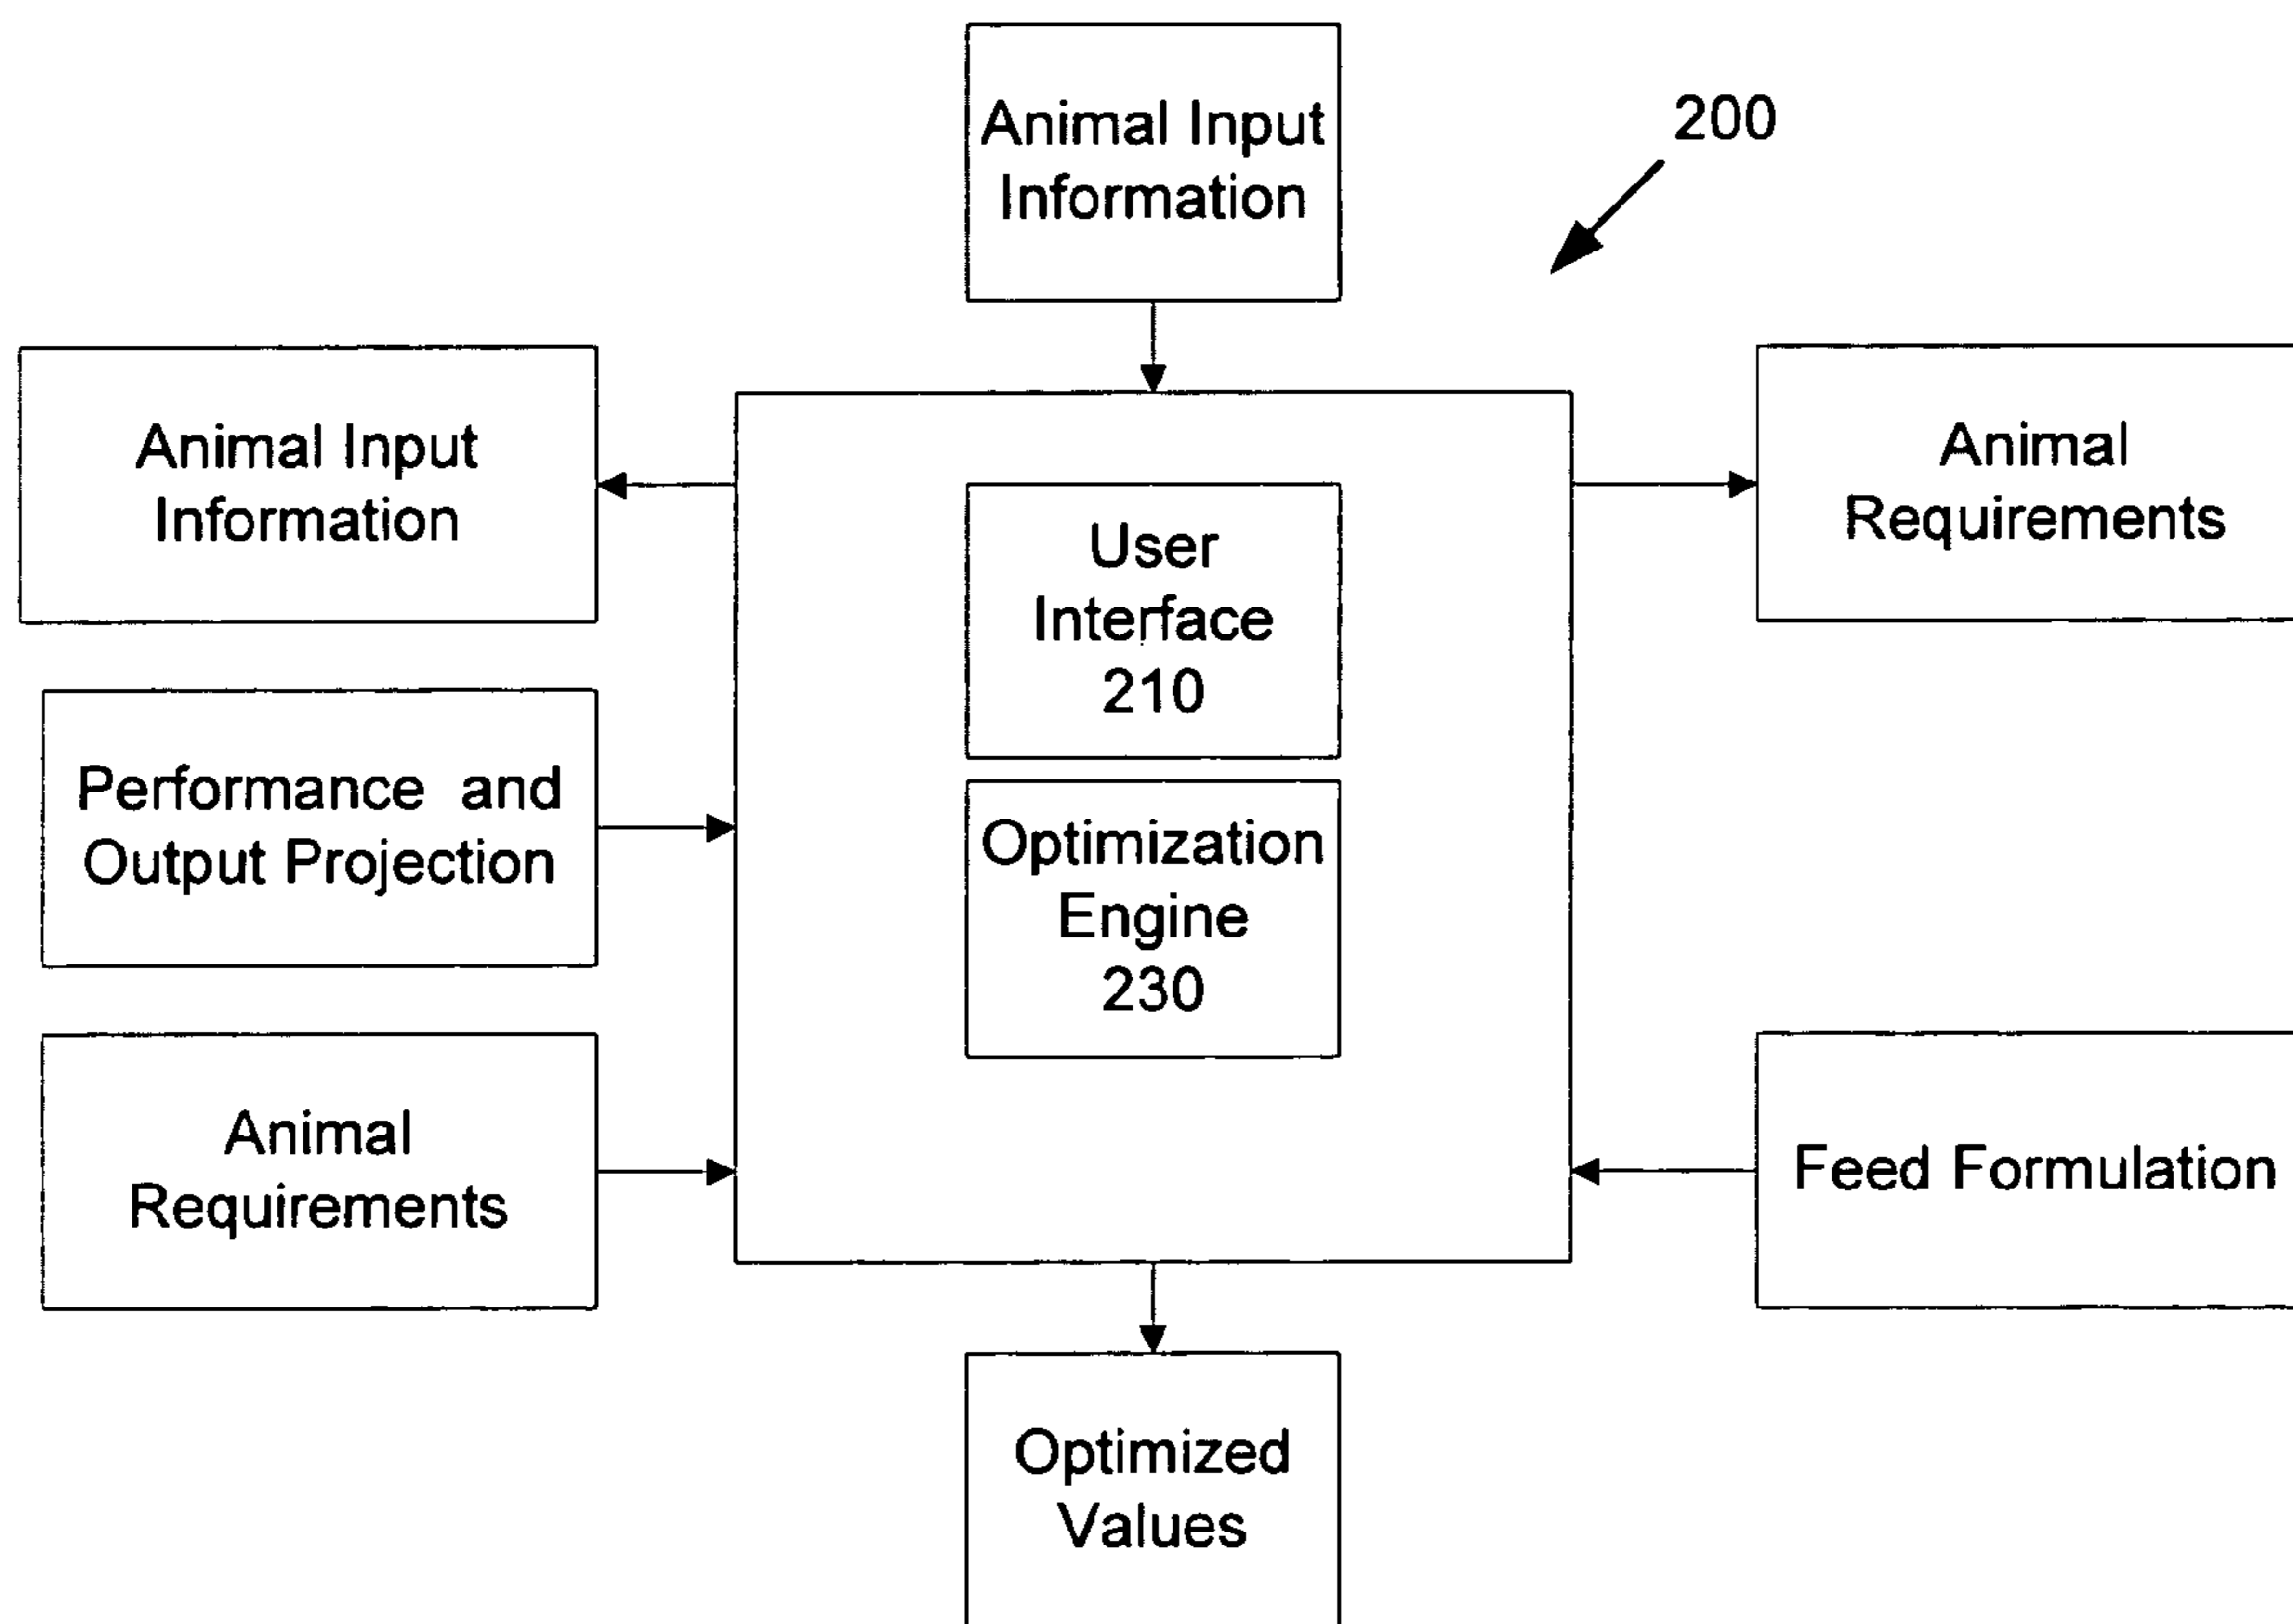 Animal Input
Information
200
Animal Input
Information
Animal
Requirements
User
Interface
210
Performance and
Output Projection
Optimization
Engine
230
Animal
Requirements
Feed Formulation
Optimized
Values